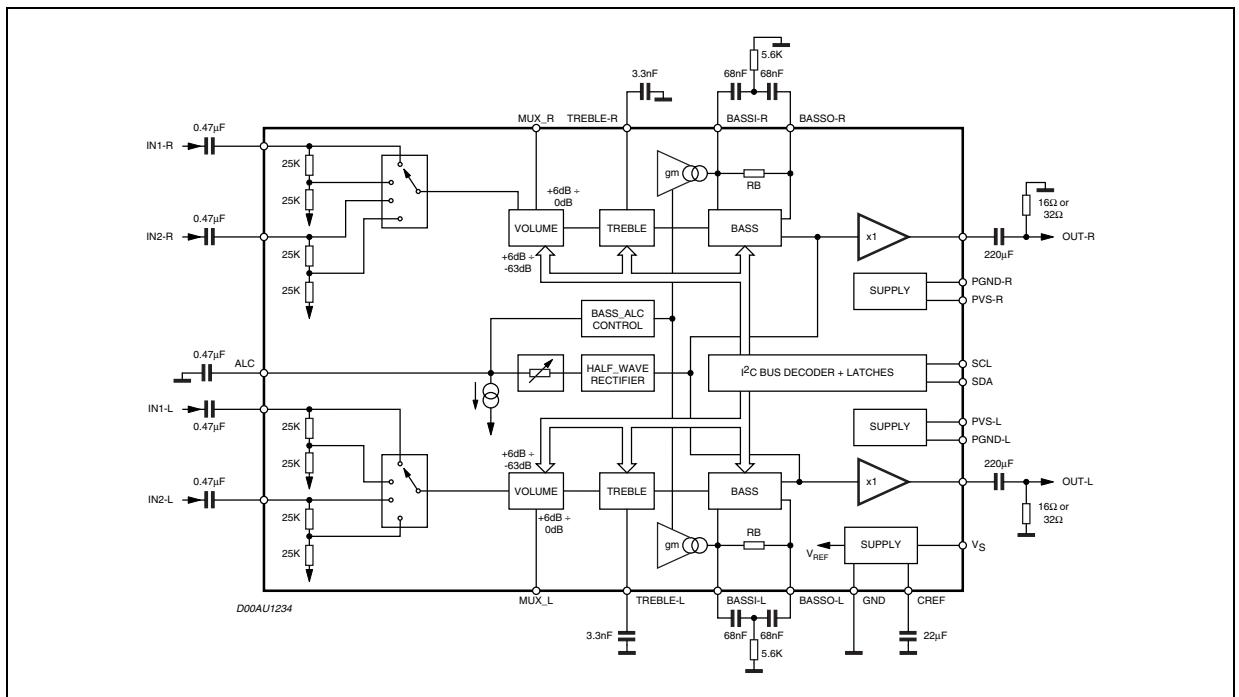 5.6K
3.3nF
68nF 68nF
MUX_R TREBLE-R BASSI-R BASSO-R
0.47µF
IN1-R
25K
25K
gm
RB
+6dB ÷
0dB
16Ω or
32Ω
0.47µF
IN2-R
VOLUME
TREBLE
BASS
x1
OUT-R
220µF
25K
25K
+6dB ÷
-63dB
SUPPLY
PGND-R
PVS-R
BASS_ALC
CONTROL
0.47µF
ALC
HALF_WAVE
RECTIFIER
I²C BUS DECODER + LATCHES
SCL
SDA
IN1-L
0.47µF
25K
25K
SUPPLY
PVS-L
PGND-L
+6dB ÷
-63dB
0.47µF
IN2-L
VOLUME
TREBLE
BASS
x1
220µF
OUT-L
25K
25K
+6dB ÷
0dB
16Ω or
32Ω
gm
RB
VREF
SUPPLY
VS
D00AU1234
MUX_L TREBLE-L BASSI-L BASSO-L GND CREF
3.3nF
68nF 68nF
22µF
5.6K